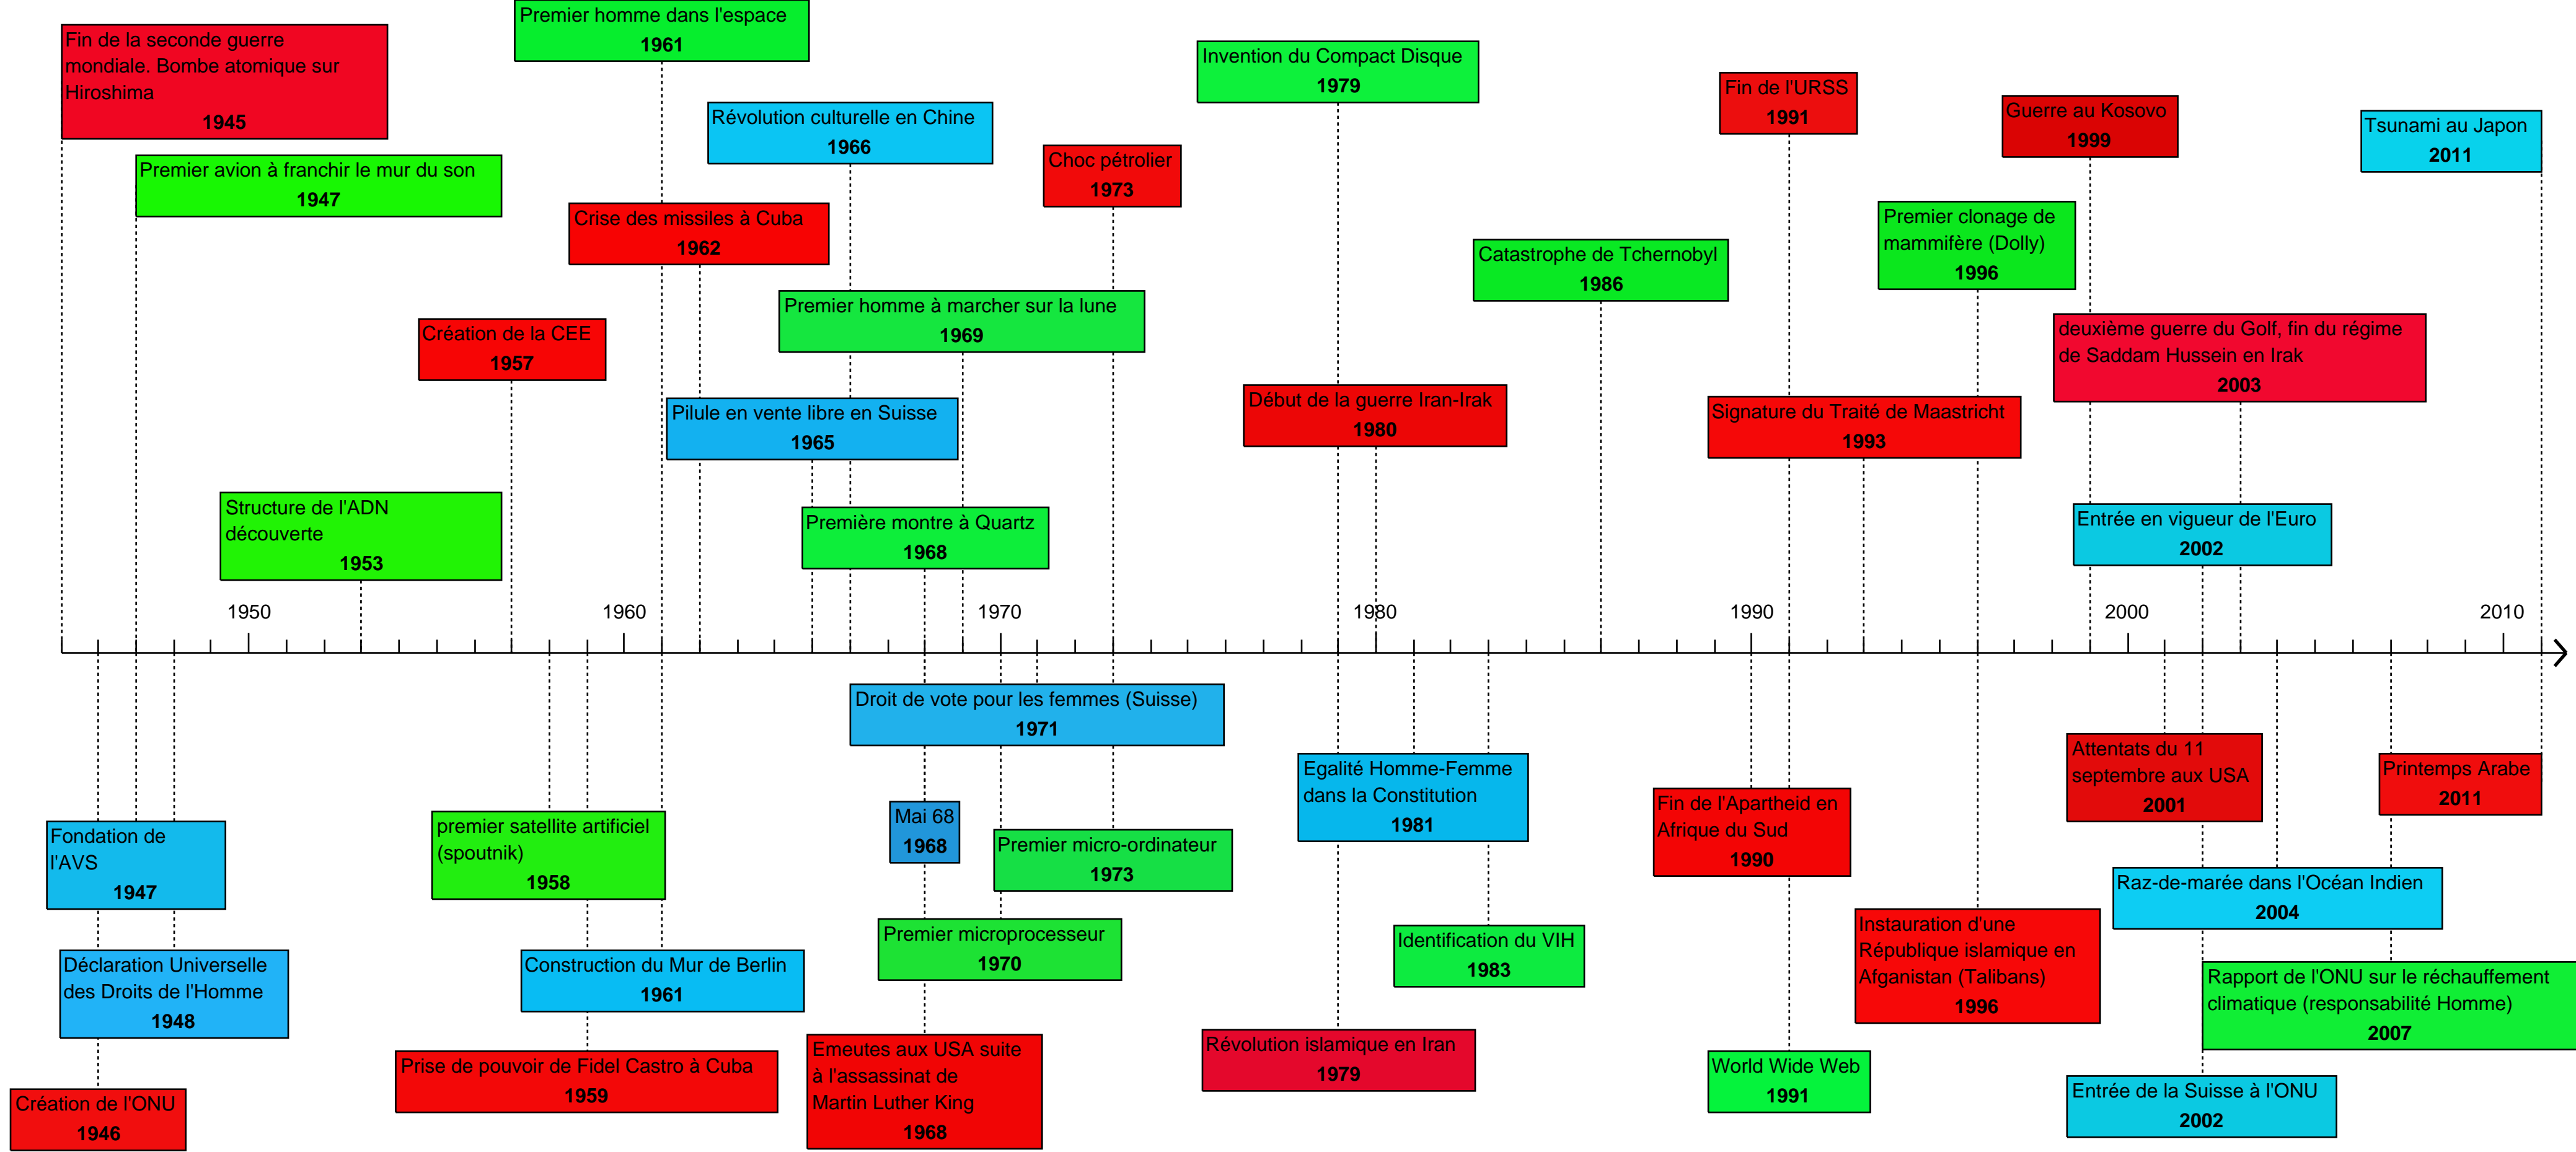 Premier homme dans l'espace
1961
Fin de la seconde guerre
mondiale. Bombe atomique sur
Hiroshima
1945
Invention du Compact Disque
1979
Fin de l'URSS
1991
Guerre au Kosovo
1999
Tsunami au Japon
2011
Révolution culturelle en Chine
1966
Premier avion à franchir le mur du son
1947
Choc pétrolier
1973
Crise des missiles à Cuba
1962
Premier clonage de
mammifère (Dolly)
1996
Catastrophe de Tchernobyl
1986
Premier homme à marcher sur la lune
1969
Création de la CEE
1957
deuxième guerre du Golf, fin du régime
de Saddam Hussein en Irak
2003
Début de la guerre Iran-Irak
1980
Signature du Traité de Maastricht
1993
Pilule en vente libre en Suisse
1965
Structure de l'ADN
découverte
1953
Première montre à Quartz
1968
Entrée en vigueur de l'Euro
2002
1950 1960 1970 1980 1990 2000 2010
Droit de vote pour les femmes (Suisse)
1971
Attentats du 11
septembre aux USA
2001
Egalité Homme-Femme
dans la Constitution
1981
Printemps Arabe
2011
Fin de l'Apartheid en
Afrique du Sud
1990
Mai 68
1968
premier satellite artificiel
(spoutnik)
1958
Fondation de
l'AVS
1947
Premier micro-ordinateur
1973
Raz-de-marée dans l'Océan Indien
2004
Instauration d'une
République islamique en
Afganistan (Talibans)
1996
Premier microprocesseur
1970
Identification du VIH
1983
Déclaration Universelle
des Droits de l'Homme
1948
Construction du Mur de Berlin
1961
Rapport de l'ONU sur le réchauffement
climatique (responsabilité Homme)
2007
Révolution islamique en Iran
1979
Emeutes aux USA suite
à l'assassinat de
Martin Luther King
1968
Prise de pouvoir de Fidel Castro à Cuba
1959
World Wide Web
1991
Entrée de la Suisse à l'ONU
2002
Création de l'ONU
1946